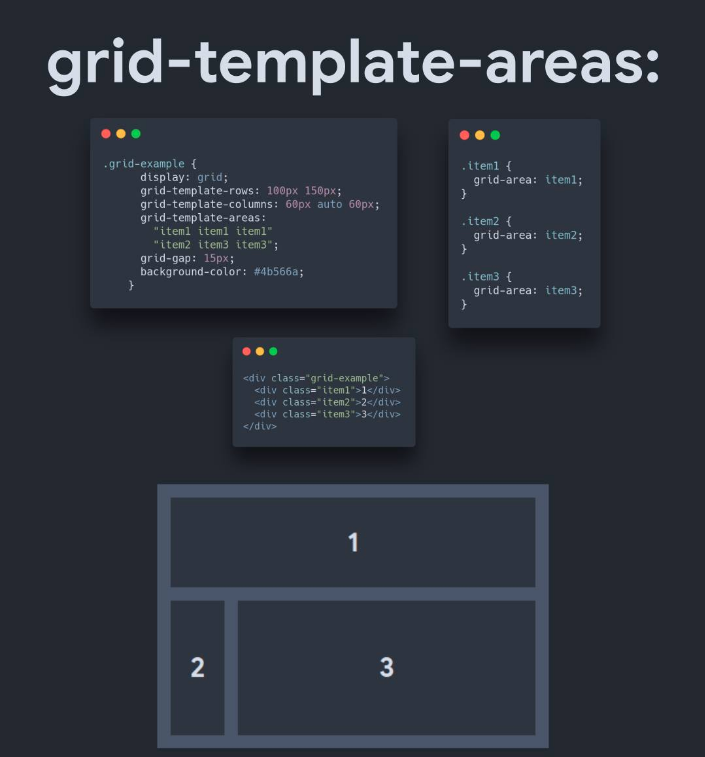 grid-template-areas:
.grid-example {
display: grid;
grid-template-rows: 100px 150px;
grid-template-columns: 60px auto 60px;
grid-template-areas:
"item1 item1 item1"
"item2 item3 item3";
grid-gap: 15px;
background-color: #4b566a;
}
.item1 {
grid-area: item1;
}
.item2 {
grid-area: item2;
}
.item3 {
grid-area: item3;
}
<div class="grid-example">
<div class="item1">1</div>
<div class="item2">2</div>
<div class="item3">3</div>
</div>
1
2
3